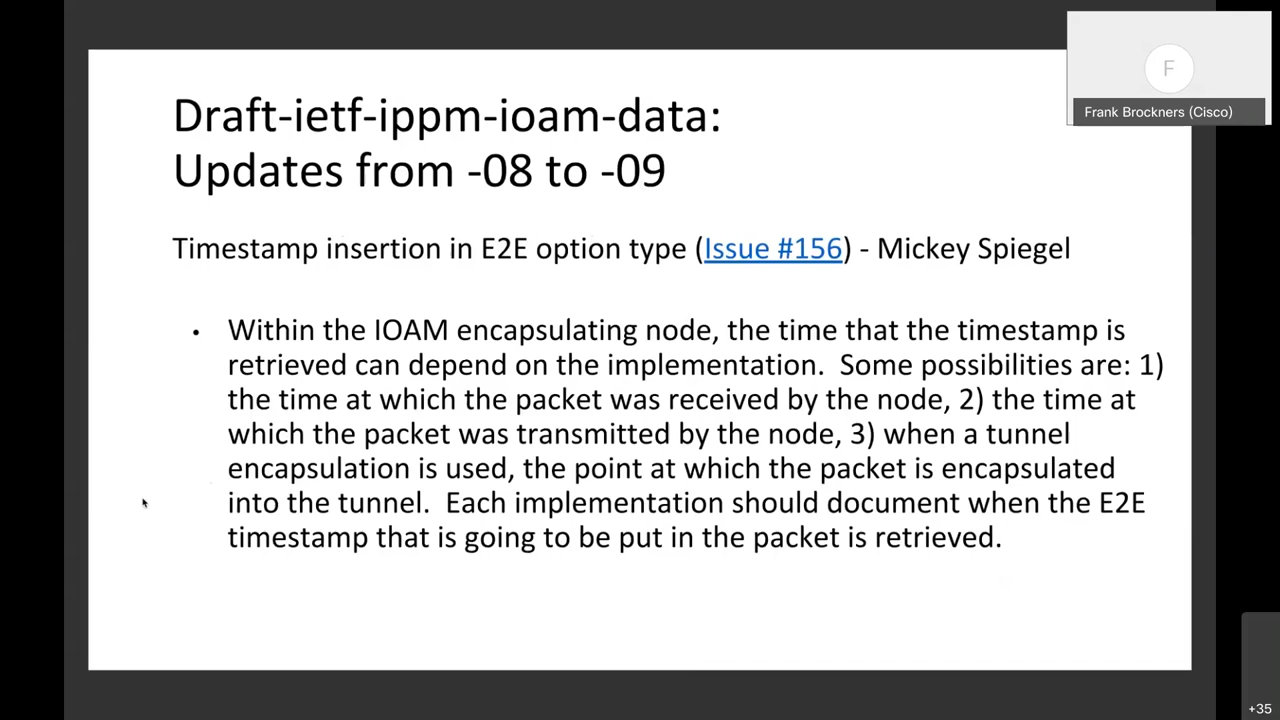 Draft-ietf-ippm-ioam-data:
Updates from -08 to -09
Timestamp insertion in E2E option type (Issue #156) - Mickey Spiegel
• Within the IOAM encapsulating node, the time that the timestamp is
retrieved can depend on the implementation.  Some possibilities are: 1)
the time at which the packet was received by the node, 2) the time at
which the packet was transmitted by the node, 3) when a tunnel
encapsulation is used, the point at which the packet is encapsulated
into the tunnel.  Each implementation should document when the E2E
timestamp that is going to be put in the packet is retrieved.
F
Frank Brockners (Cisco)
+35